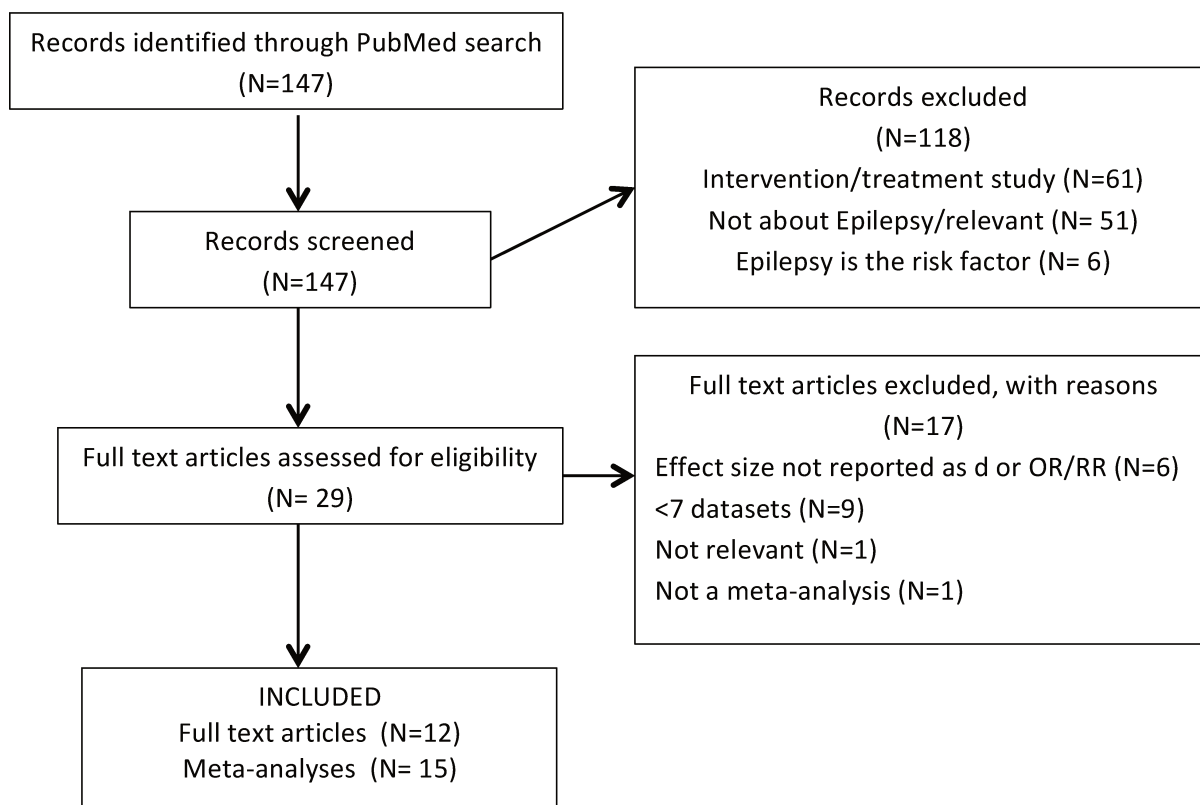 Records identified through PubMed search
(N=147)
Records excluded
(N=118)
Intervention/treatment study (N=61)
Not about Epilepsy/relevant (N= 51)
Epilepsy is the risk factor (N= 6)
Records screened
(N=147)
Full text articles excluded, with reasons
(N=17)
Effect size not reported as d or OR/RR (N=6)
<7 datasets (N=9)
Not relevant (N=1)
Not a meta-analysis (N=1)
Full text articles assessed for eligibility
(N= 29)
INCLUDED
Full text articles (N=12)
Meta-analyses (N= 15)